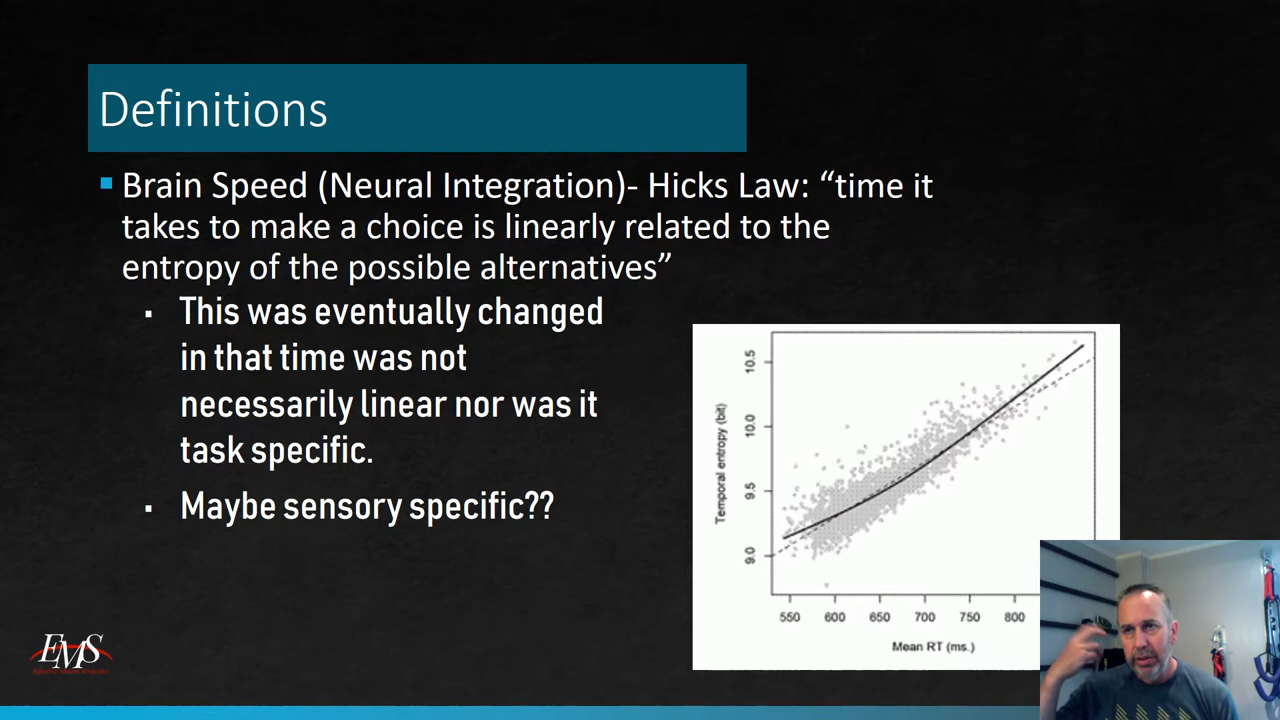 Definitions
Brain Speed (Neural Integration)- Hicks Law: “time it
takes to make a choice is linearly related to the
entropy of the possible alternatives”
This was eventually changed
in that time was not
necessarily linear nor was it
task specific.
Maybe sensory specific??
Temporal entropy (bit)
10.5
10.0
9.5
9.0
550 600 650 700 750 800
Mean RT (ms.)
EMS